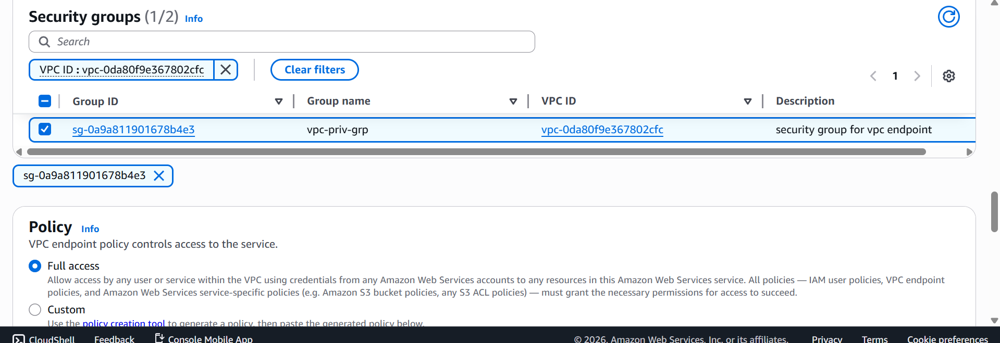 Security groups (1/2) Info
Search
VPC ID : vpc-0da80f9e367802cfc
Clear filters
1
Group ID Group name VPC ID Description
sg-0a9a811901678b4e3 vpc-priv-grp vpc-0da80f9e367802cfc security group for vpc endpoint
sg-0a9a811901678b4e3
Policy Info
VPC endpoint policy controls access to the service.
Full access
Allow access by any user or service within the VPC using credentials from any Amazon Web Services accounts to any resources in this Amazon Web Services service. All policies — IAM user policies, VPC endpoint
policies, and Amazon Web Services service-specific policies (e.g. Amazon S3 bucket policies, any S3 ACL policies) — must grant the necessary permissions for access to succeed.
Custom
Use the policy creation tool to generate a policy, then paste the generated policy below.
CloudShell Feedback Console Mobile App © 2026, Amazon Web Services, Inc. or its affiliates. Privacy Terms Cookie preferences